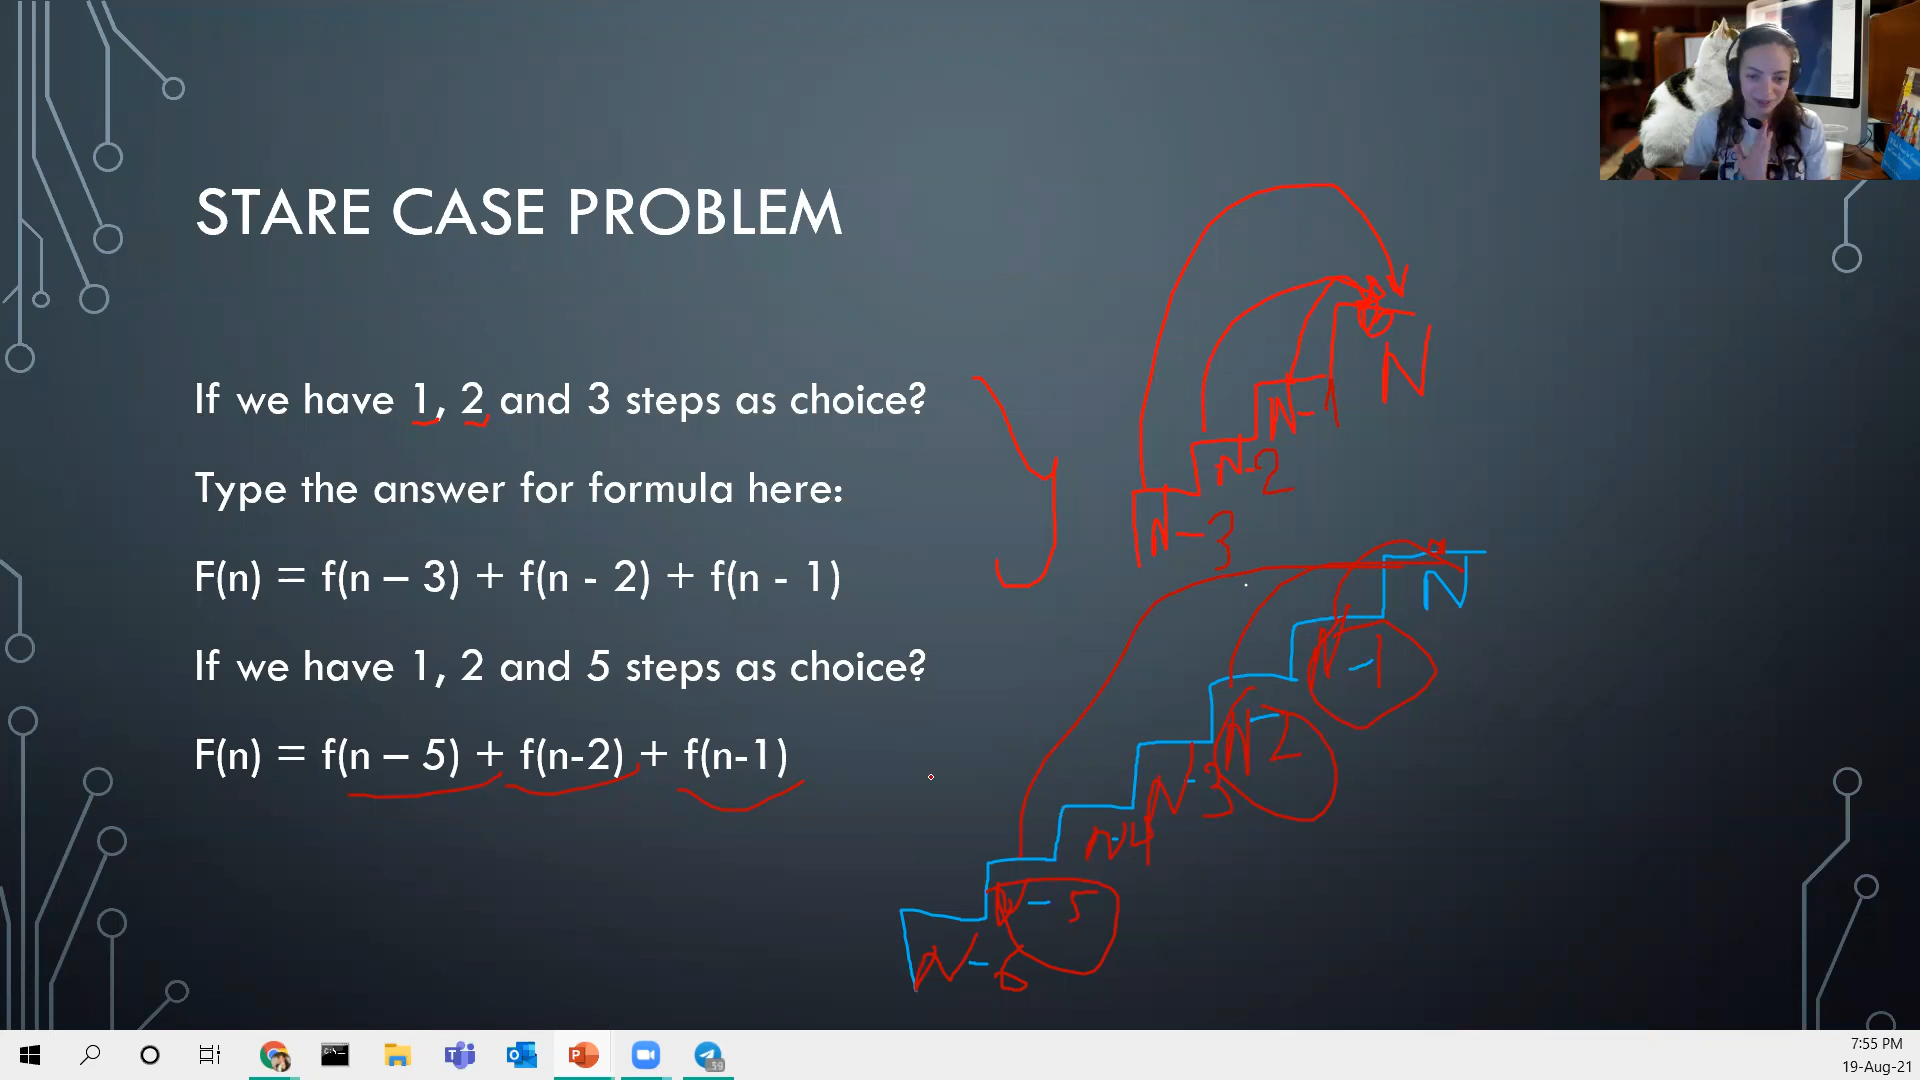 STARE CASE PROBLEM
If we have 1, 2 and 3 steps as choice?
Type the answer for formula here:
F(n) = f(n – 3) + f(n - 2) + f(n - 1)
If we have 1, 2 and 5 steps as choice?
F(n) = f(n – 5) + f(n-2) + f(n-1)
N
N-1
N-2
N-3
N
N-1
N-2
N-3
N-4
N-5
N-6
59
7:55 PM
19-Aug-21